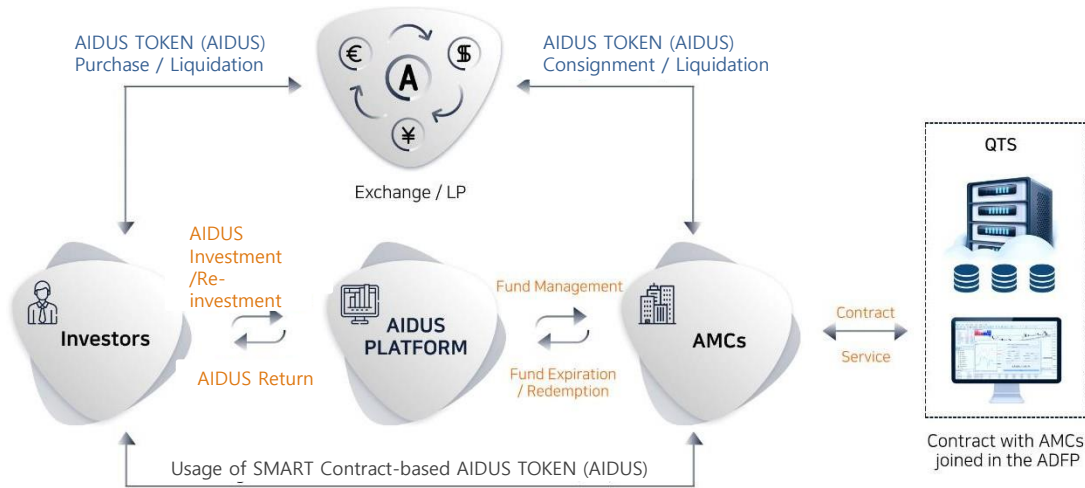 AIDUS TOKEN (AIDUS)
Purchase / Liquidation
AIDUS TOKEN (AIDUS)
Consignment / Liquidation
€
$
A
¥
Exchange / LP
QTS
AIDUS
Investment
/Re-
investment
Investors
AIDUS Return
AIDUS
PLATFORM
Fund Management
Fund Expiration
/ Redemption
AMCs
Contract
Service
Contract with AMCs
joined in the ADFP
Usage of SMART Contract-based AIDUS TOKEN (AIDUS)